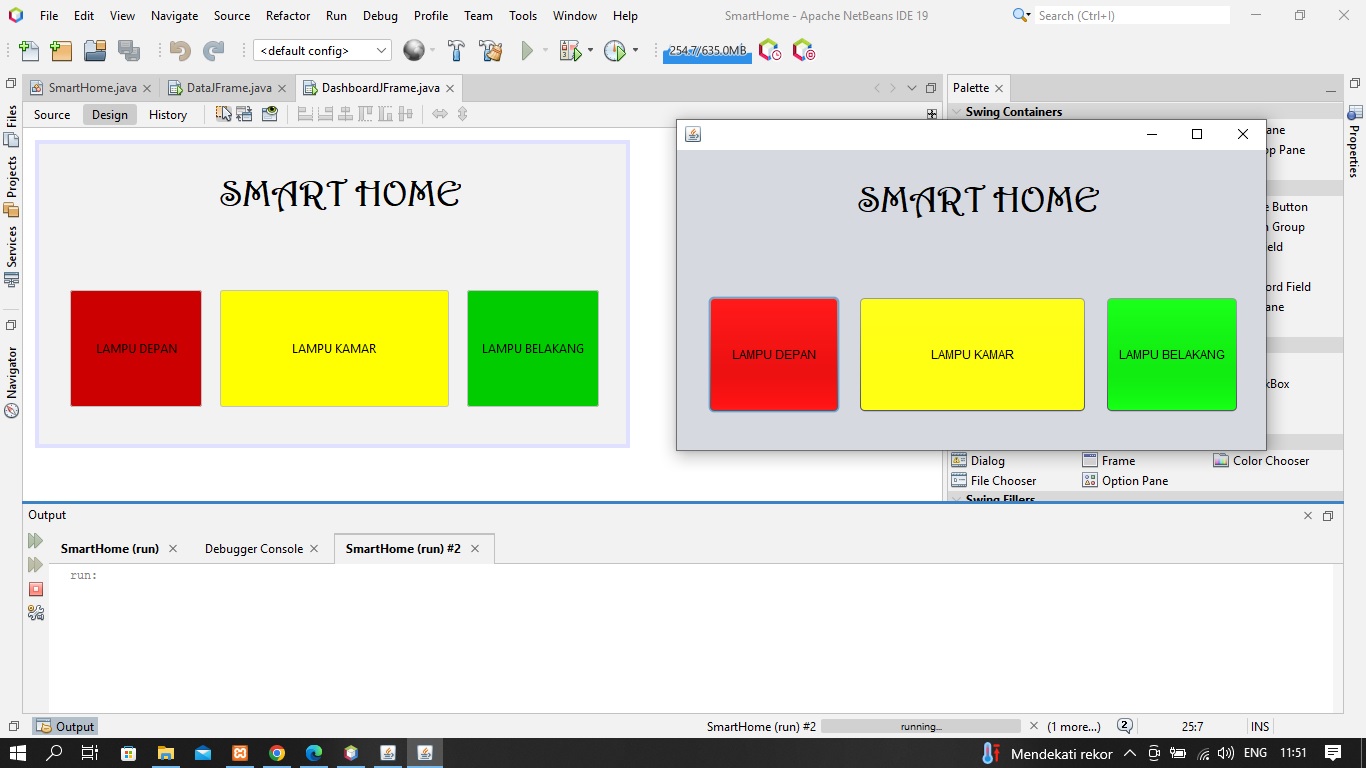 File Edit View Navigate Source Refactor Run Debug Profile Team Tools Window Help
SmartHome - Apache NetBeans IDE 19
Search (Ctrl+I)
<default config>
254.7/635.0MB
SmartHome.java
DataJFrame.java
DashboardJFrame.java
Source Design History
Files
Projects
Services
Navigator
SMART HOME
LAMPU DEPAN
LAMPU KAMAR
LAMPU BELAKANG
SMART HOME
LAMPU DEPAN
LAMPU KAMAR
LAMPU BELAKANG
Palette
Swing Containers
Pane
Button
Group
Field
Dialog Frame Color Chooser
File Chooser Option Pane
Swing Fillers
Properties
Output
SmartHome (run) Debugger Console SmartHome (run) #2
run:
Output
SmartHome (run) #2 running... (1 more...) 2 25:7 INS
Mendekati rekor ENG 11:51